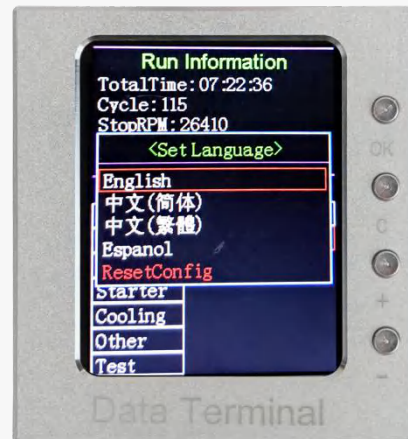 Run Information
TotalTime: 07:22:36
Cycle: 115
StopRPM: 26410
<Set Language>
English
中文(简体)
中文(繁體)
Espanol
ResetConfig
Starter
Cooling
Other
Test
OK
C
+
-
Data Terminal